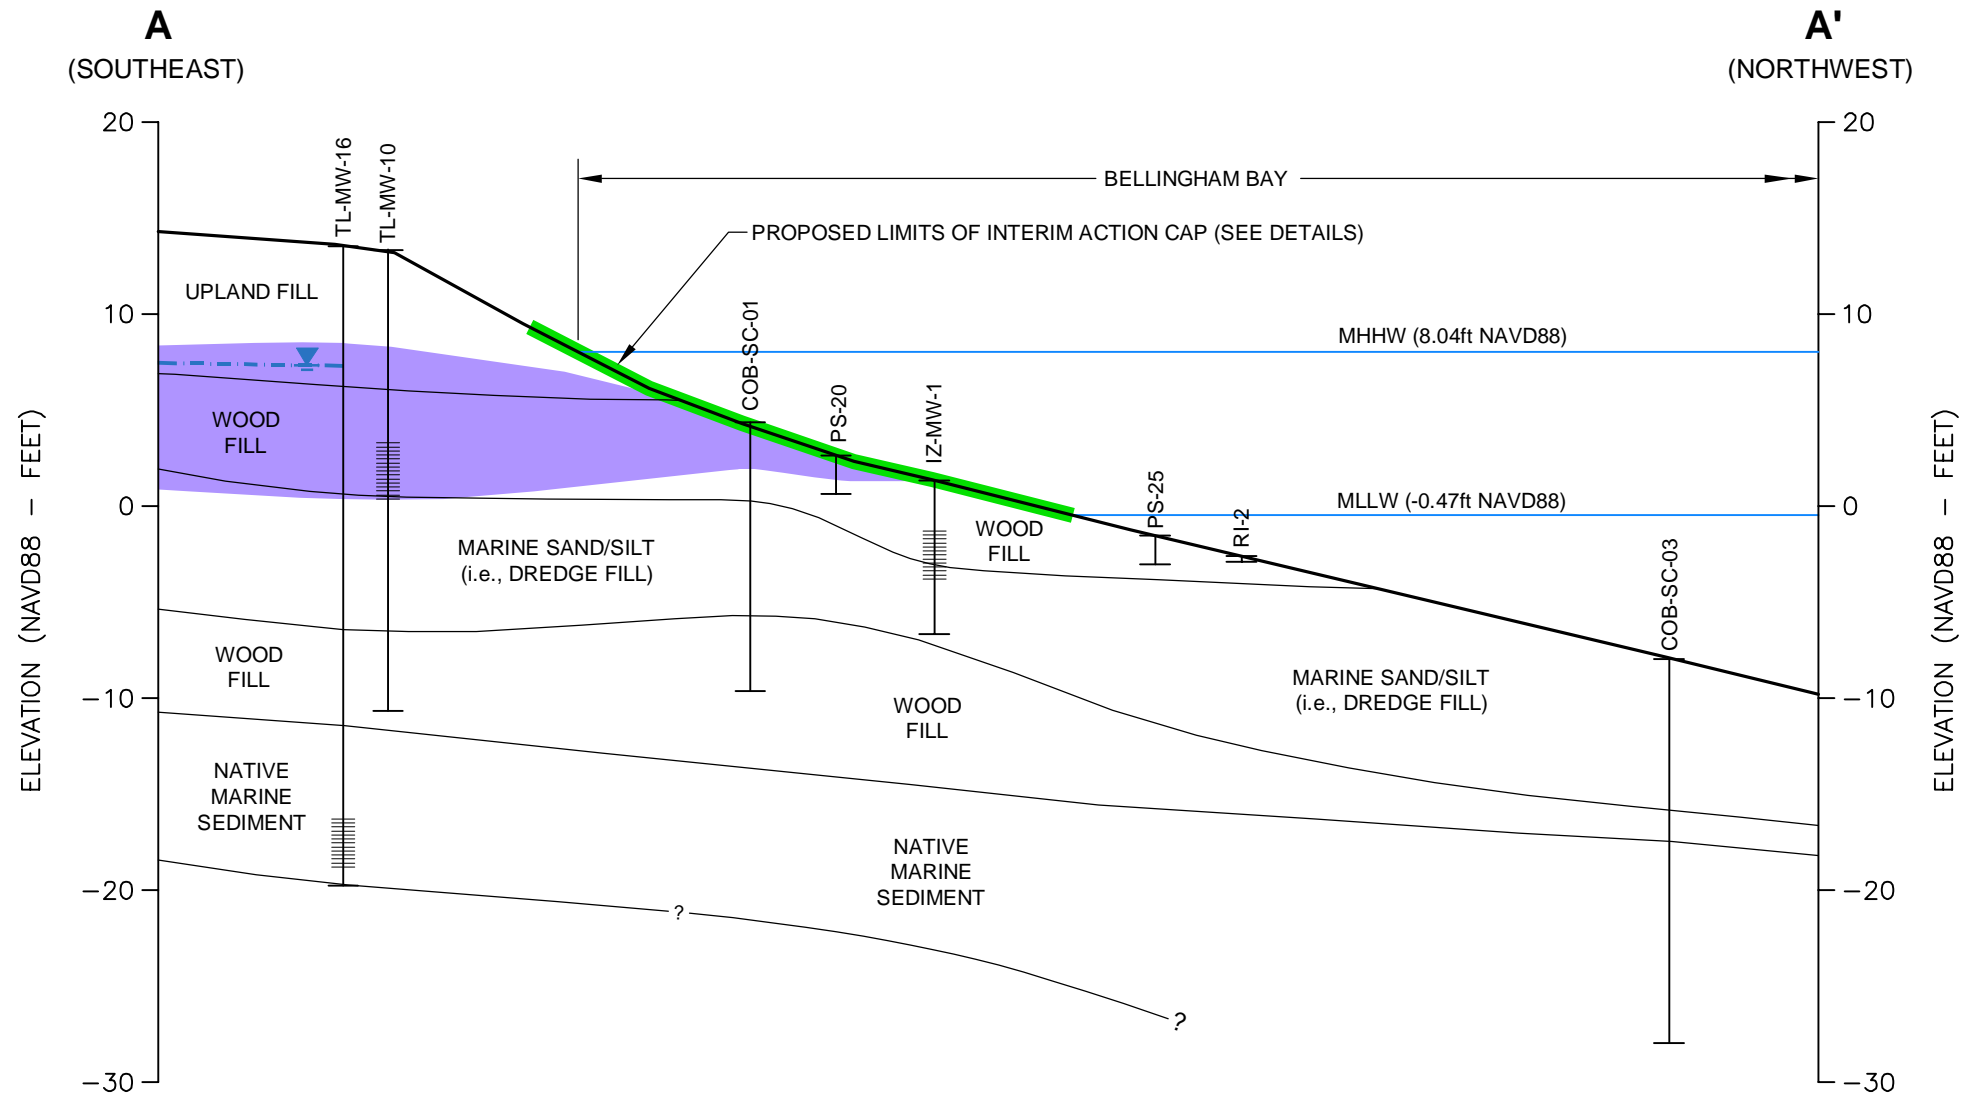 A
(SOUTHEAST)
A'
(NORTHWEST)
20
10
0
−10
−20
−30
ELEVATION (NAVD88 − FEET)
TL-MW-16
TL-MW-10
BELLINGHAM BAY
PROPOSED LIMITS OF INTERIM ACTION CAP (SEE DETAILS)
UPLAND FILL
COB-SC-01
PS-20
IZ-MW-1
MHHW (8.04ft NAVD88)
WOOD
FILL
PS-25
RI-2
MLLW (-0.47ft NAVD88)
WOOD
FILL
MARINE SAND/SILT
(i.e., DREDGE FILL)
COB-SC-03
WOOD
FILL
MARINE SAND/SILT
(i.e., DREDGE FILL)
WOOD
FILL
NATIVE
MARINE
SEDIMENT
NATIVE
MARINE
SEDIMENT
?
?
20
10
0
−10
−20
−30
ELEVATION (NAVD88 − FEET)